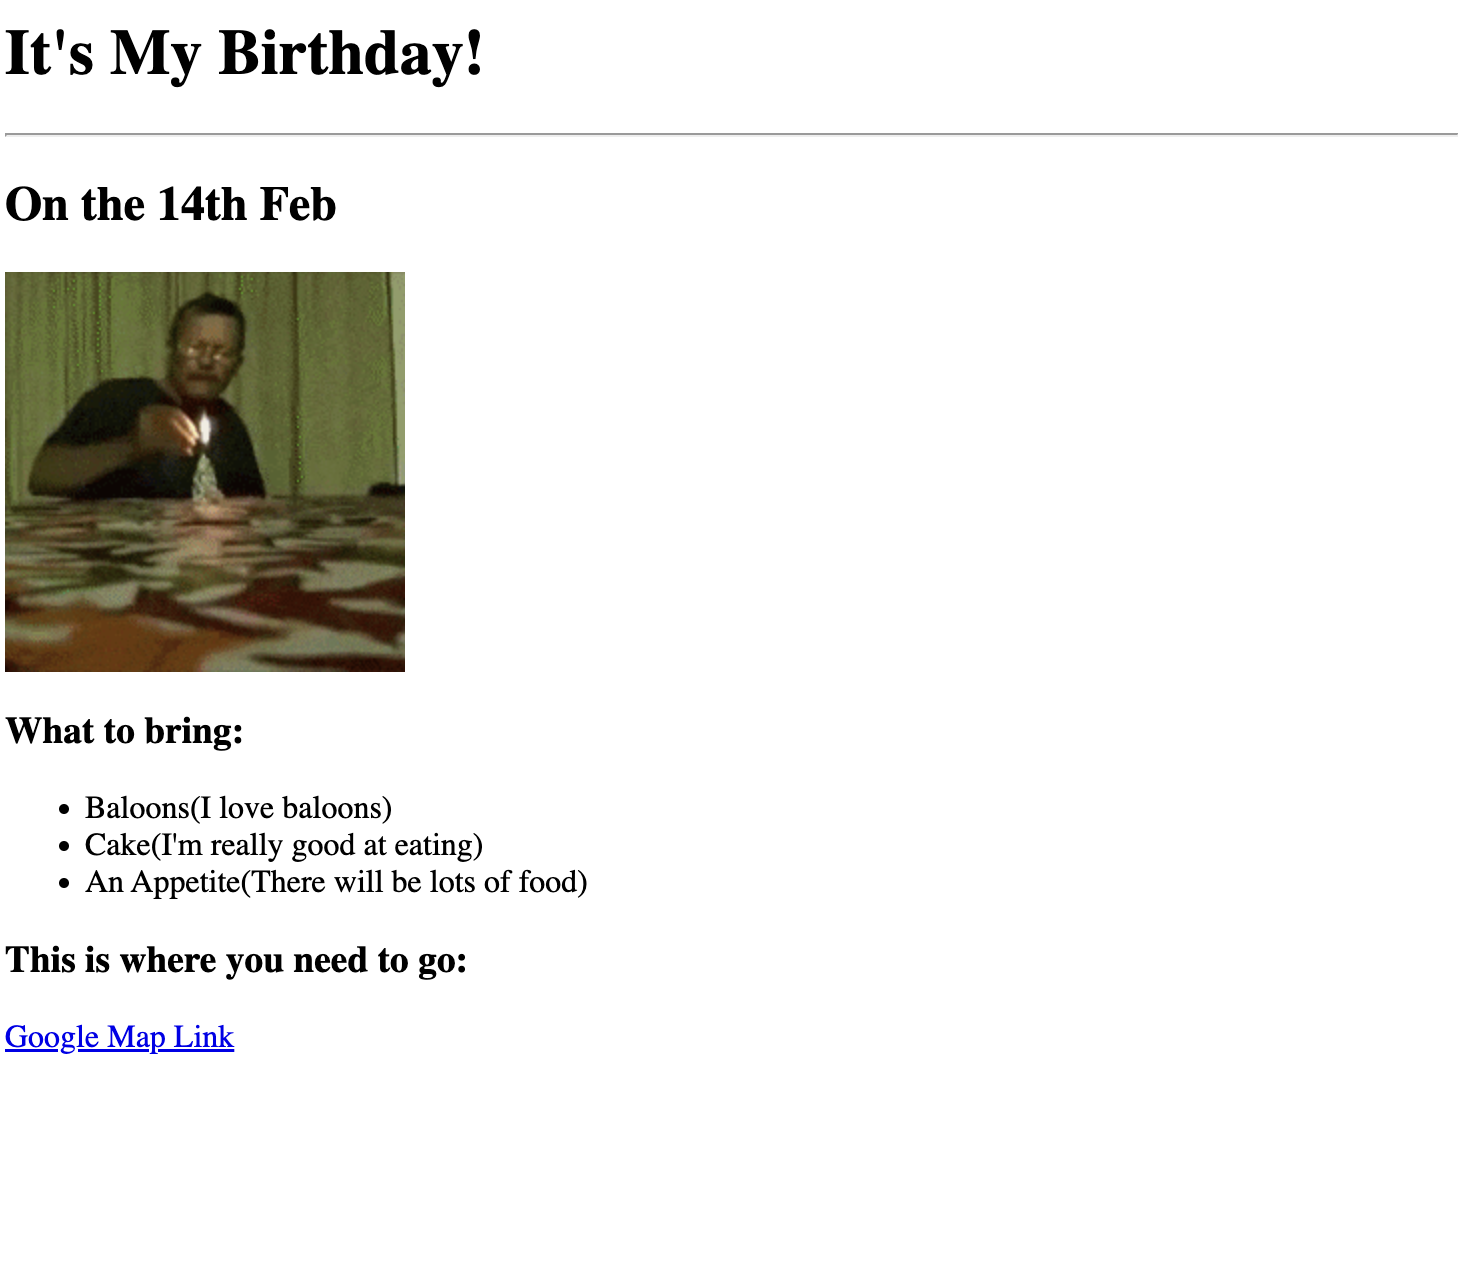 It's My Birthday!
On the 14th Feb
What to bring:
Baloons(I love baloons)
Cake(I'm really good at eating)
An Appetite(There will be lots of food)
This is where you need to go:
Google Map Link